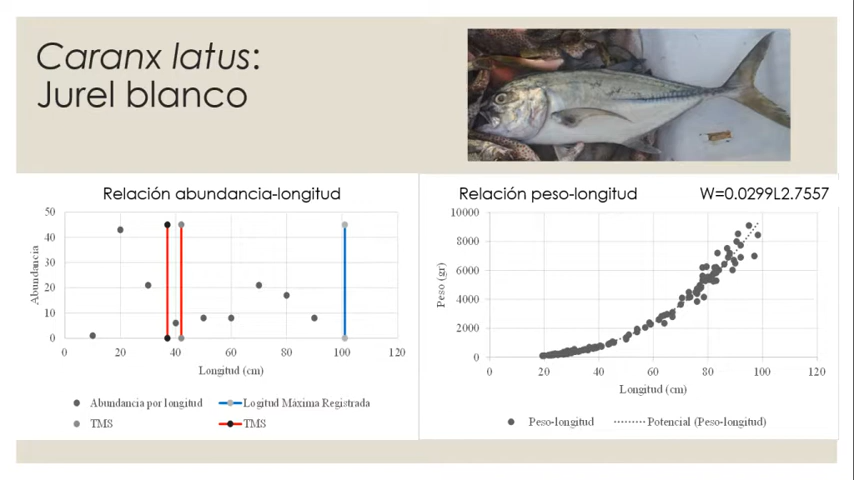 Caranx latus:
Jurel blanco
Relación abundancia-longitud
50
40
30
20
10
0
Abundancia
0 20 40 60 80 100 120
Longitud (cm)
Abundancia por longitud
Logitud Máxima Registrada
TMS
TMS
Relación peso-longitud
W=0.0299L2.7557
10000
8000
6000
4000
2000
0
Peso (gr)
0 20 40 60 80 100 120
Longitud (cm)
Peso-longitud
Potencial (Peso-longitud)